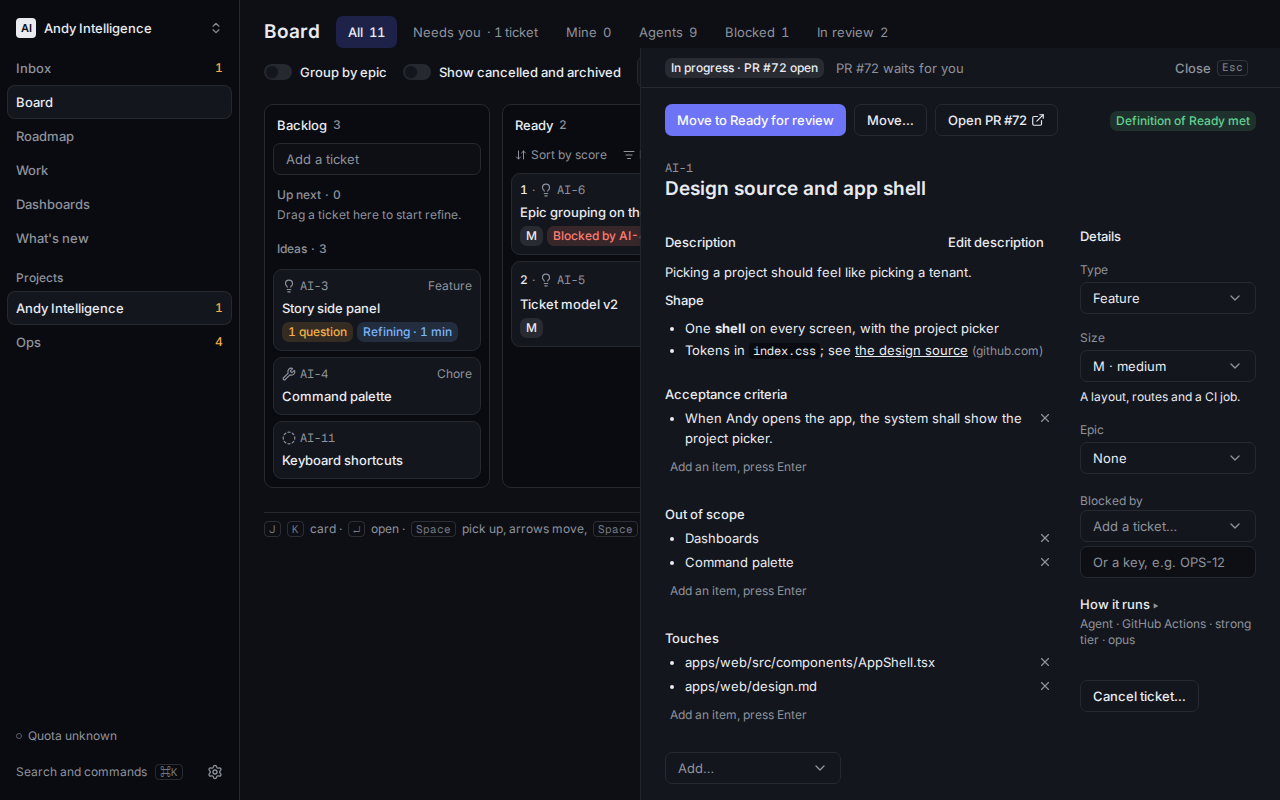 AI Andy Intelligence
Inbox 1
Board
Roadmap
Work
Dashboards
What's new
Projects
Andy Intelligence 1
Ops 4
Quota unknown
Search and commands ⌘K
Board All 11 Needs you · 1 ticket Mine 0 Agents 9 Blocked 1 In review 2
Group by epic Show cancelled and archived
Backlog 3
Add a ticket
Up next · 0
Drag a ticket here to start refine.
Ideas · 3
AI-3 Feature
Story side panel
1 question Refining · 1 min
AI-4 Chore
Command palette
AI-11
Keyboard shortcuts
Ready 2
Sort by score
1 · AI-6
Epic grouping on th
M Blocked by AI-
2 · AI-5
Ticket model v2
M
J K card · ↵ open · Space pick up, arrows move, Space
In progress · PR #72 open PR #72 waits for you Close Esc
Move to Ready for review Move... Open PR #72 Definition of Ready met
AI-1
Design source and app shell
Description Edit description
Picking a project should feel like picking a tenant.
Shape
• One shell on every screen, with the project picker
• Tokens in index.css; see the design source (github.com)
Acceptance criteria
• When Andy opens the app, the system shall show the
project picker.
Add an item, press Enter
Out of scope
• Dashboards
• Command palette
Add an item, press Enter
Touches
• apps/web/src/components/AppShell.tsx
• apps/web/design.md
Add an item, press Enter
Add...
Details
Type
Feature
Size
M · medium
A layout, routes and a CI job.
Epic
None
Blocked by
Add a ticket...
Or a key, e.g. OPS-12
How it runs ▸
Agent · GitHub Actions · strong
tier · opus
Cancel ticket...